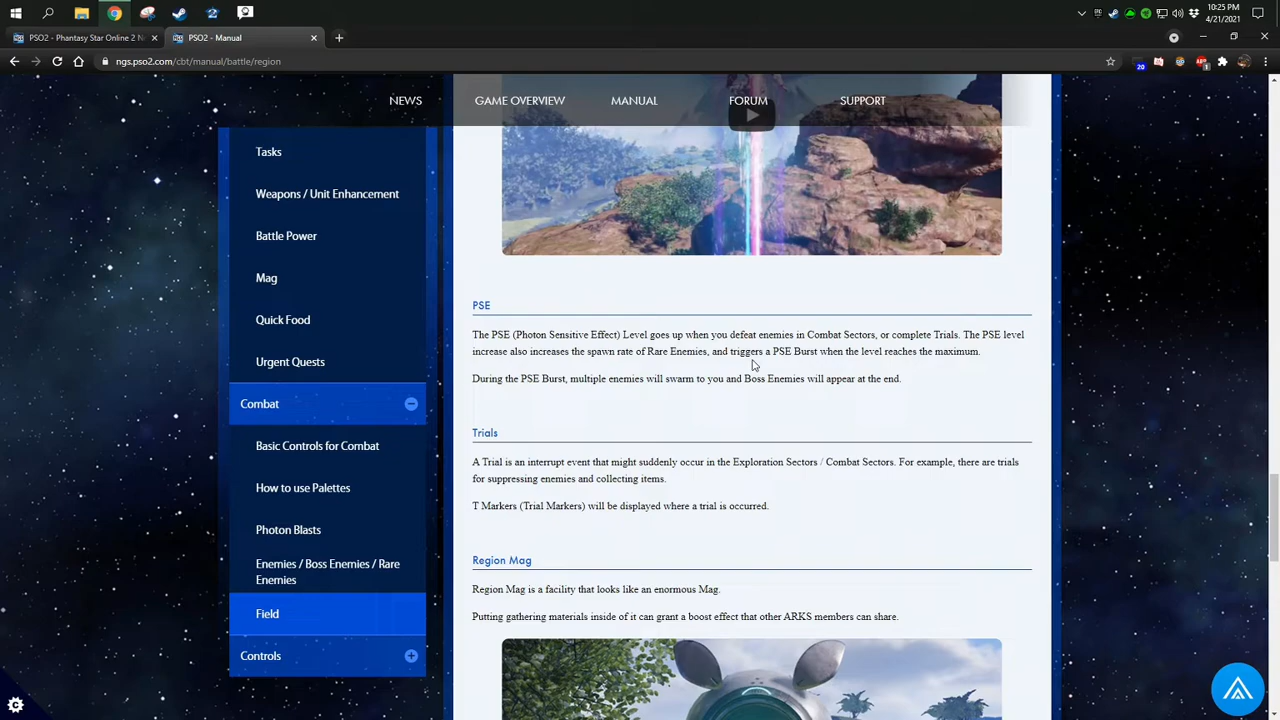 10:25 PM
4/21/2021
PSO2 - Phantasy Star Online 2 N
PSO2 - Manual
ngs.pso2.com/cbt/manual/battle/region
20
1
NEWS
GAME OVERVIEW
MANUAL
FORUM
SUPPORT
Tasks
Weapons / Unit Enhancement
Battle Power
Mag
Quick Food
Urgent Quests
Combat
Basic Controls for Combat
How to use Palettes
Photon Blasts
Enemies / Boss Enemies / Rare
Enemies
Field
Controls
PSE
The PSE (Photon Sensitive Effect) Level goes up when you defeat enemies in Combat Sectors, or complete Trials. The PSE level
increase also increases the spawn rate of Rare Enemies, and triggers a PSE Burst when the level reaches the maximum.
During the PSE Burst, multiple enemies will swarm to you and Boss Enemies will appear at the end.
Trials
A Trial is an interrupt event that might suddenly occur in the Exploration Sectors / Combat Sectors. For example, there are trials
for suppressing enemies and collecting items.
T Markers (Trial Markers) will be displayed where a trial is occurred.
Region Mag
Region Mag is a facility that looks like an enormous Mag.
Putting gathering materials inside of it can grant a boost effect that other ARKS members can share.